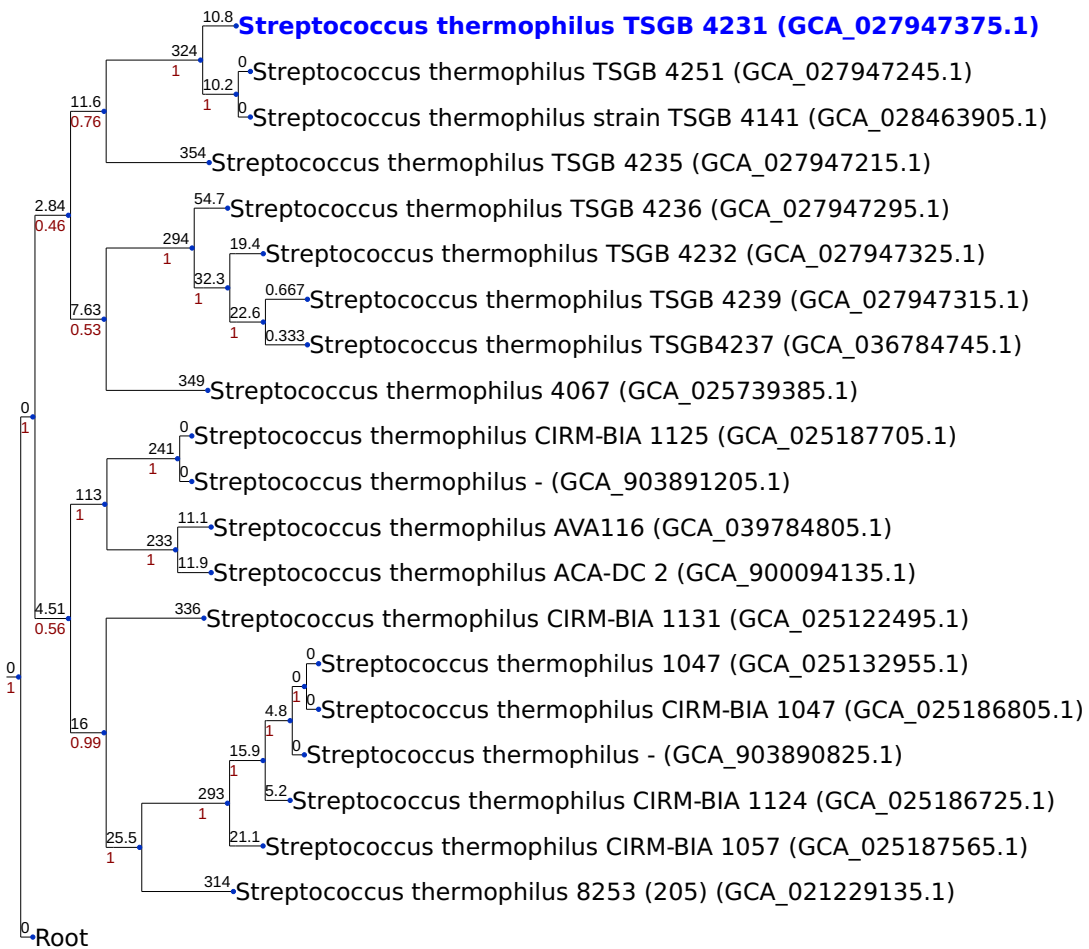 10.8
Streptococcus thermophilus TSGB 4231 (GCA_027947375.1)
324
1
0
Streptococcus thermophilus TSGB 4251 (GCA_027947245.1)
10.2
1
0
Streptococcus thermophilus strain TSGB 4141 (GCA_028463905.1)
11.6
0.76
354
Streptococcus thermophilus TSGB 4235 (GCA_027947215.1)
2.84
0.46
54.7
Streptococcus thermophilus TSGB 4236 (GCA_027947295.1)
294
1
19.4
Streptococcus thermophilus TSGB 4232 (GCA_027947325.1)
32.3
1
0.667
Streptococcus thermophilus TSGB 4239 (GCA_027947315.1)
7.63
0.53
22.6
1
0.333
Streptococcus thermophilus TSGB4237 (GCA_036784745.1)
349
Streptococcus thermophilus 4067 (GCA_025739385.1)
0
1
0
Streptococcus thermophilus CIRM-BIA 1125 (GCA_025187705.1)
241
1
0
Streptococcus thermophilus - (GCA_903891205.1)
113
1
11.1
Streptococcus thermophilus AVA116 (GCA_039784805.1)
233
1
11.9
Streptococcus thermophilus ACA-DC 2 (GCA_900094135.1)
4.51
0.56
336
Streptococcus thermophilus CIRM-BIA 1131 (GCA_025122495.1)
0
1
0
Streptococcus thermophilus 1047 (GCA_025132955.1)
0
1
0
Streptococcus thermophilus CIRM-BIA 1047 (GCA_025186805.1)
4.8
1
16
0.99
0
Streptococcus thermophilus - (GCA_903890825.1)
15.9
1
5.2
Streptococcus thermophilus CIRM-BIA 1124 (GCA_025186725.1)
293
1
21.1
Streptococcus thermophilus CIRM-BIA 1057 (GCA_025187565.1)
25.5
1
314
Streptococcus thermophilus 8253 (205) (GCA_021229135.1)
0
Root